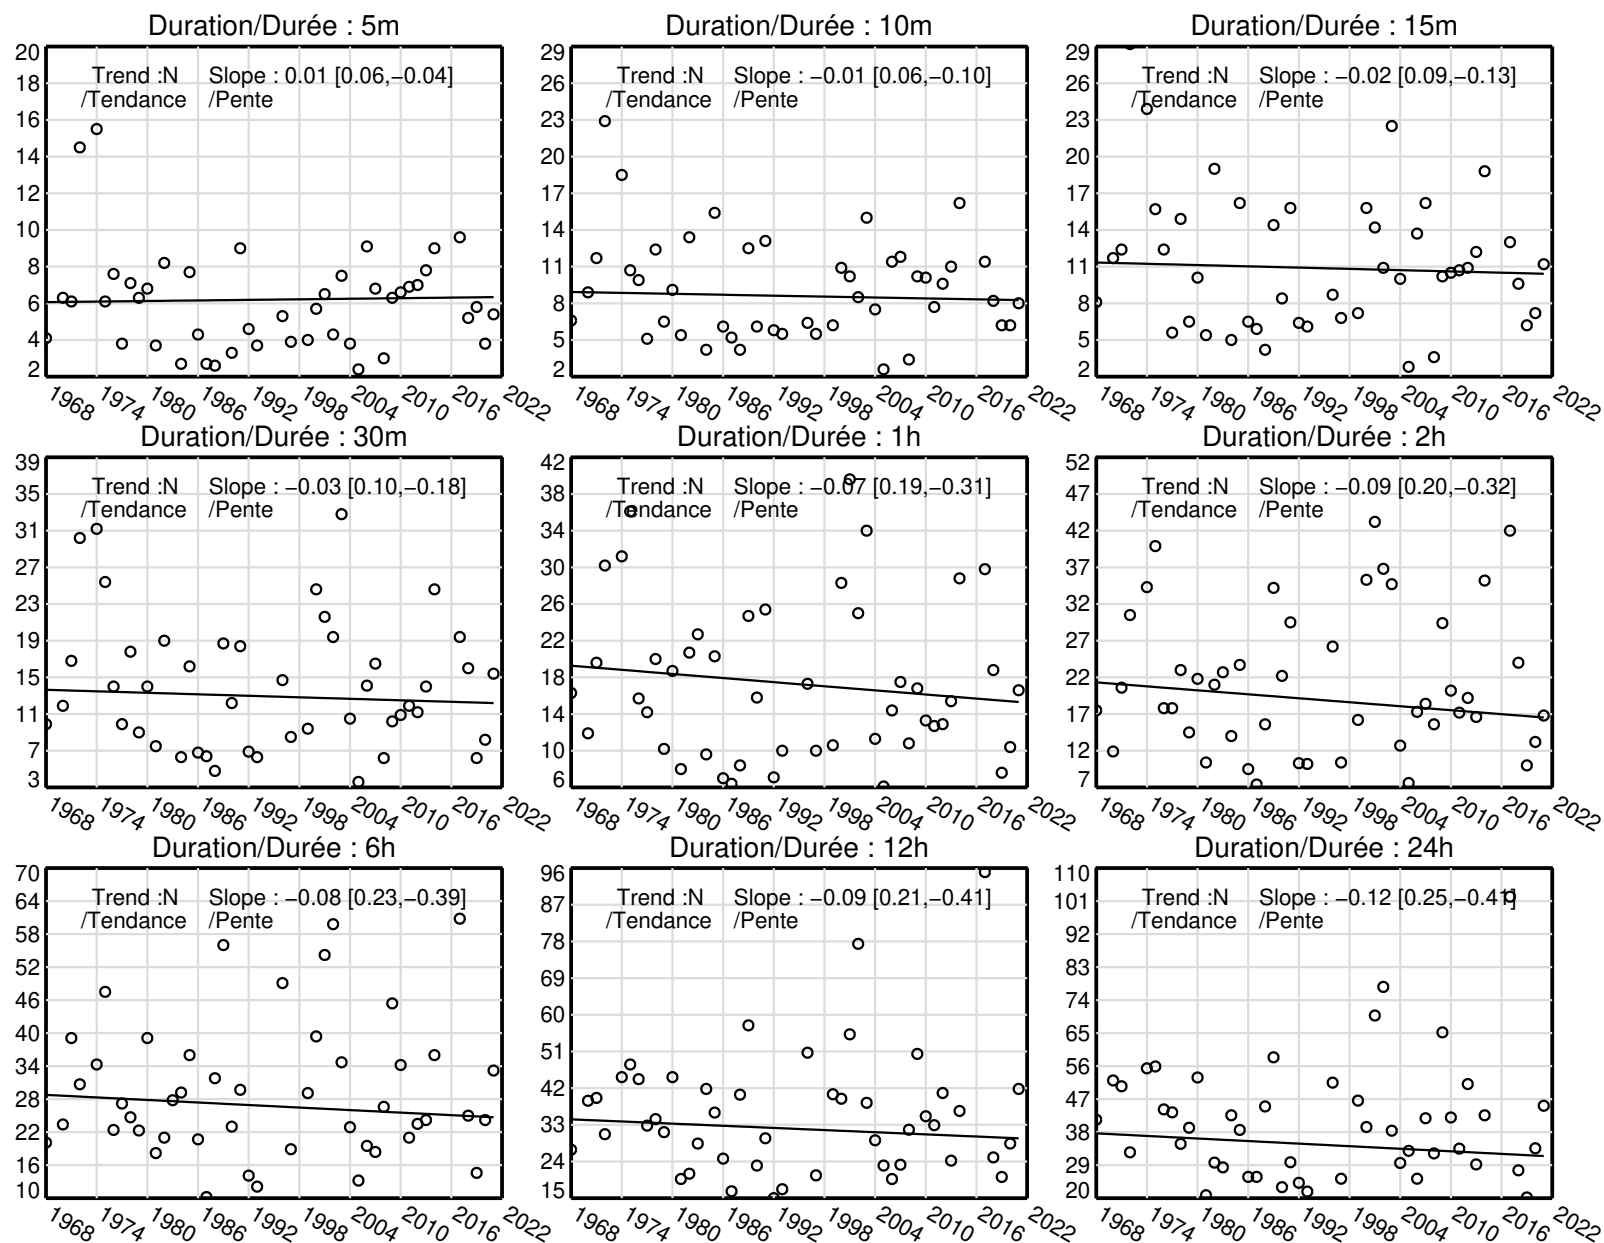 Duration/Durée : 5m
20
18
16
14
12
10
8
6
4
2
Trend :N Slope : 0.01 [0.06,−0.04]
/Tendance /Pente
1968 1974 1980 1986 1992 1998 2004 2010 2016 2022
Duration/Durée : 10m
29
26
23
20
17
14
11
8
5
2
Trend :N Slope : −0.01 [0.06,−0.10]
/Tendance /Pente
1968 1974 1980 1986 1992 1998 2004 2010 2016 2022
Duration/Durée : 15m
29
26
23
20
17
14
11
8
5
2
Trend :N Slope : −0.02 [0.09,−0.13]
/Tendance /Pente
1968 1974 1980 1986 1992 1998 2004 2010 2016 2022
Duration/Durée : 30m
39
35
31
27
23
19
15
11
7
3
Trend :N Slope : −0.03 [0.10,−0.18]
/Tendance /Pente
1968 1974 1980 1986 1992 1998 2004 2010 2016 2022
Duration/Durée : 1h
42
38
34
30
26
22
18
14
10
6
Trend :N Slope : −0.07 [0.19,−0.31]
/Tendance /Pente
1968 1974 1980 1986 1992 1998 2004 2010 2016 2022
Duration/Durée : 2h
52
47
42
37
32
27
22
17
12
7
Trend :N Slope : −0.09 [0.20,−0.32]
/Tendance /Pente
1968 1974 1980 1986 1992 1998 2004 2010 2016 2022
Duration/Durée : 6h
70
64
58
52
46
40
34
28
22
16
10
Trend :N Slope : −0.08 [0.23,−0.39]
/Tendance /Pente
1968 1974 1980 1986 1992 1998 2004 2010 2016 2022
Duration/Durée : 12h
96
87
78
69
60
51
42
33
24
15
Trend :N Slope : −0.09 [0.21,−0.41]
/Tendance /Pente
1968 1974 1980 1986 1992 1998 2004 2010 2016 2022
Duration/Durée : 24h
110
101
92
83
74
65
56
47
38
29
20
Trend :N Slope : −0.12 [0.25,−0.41]
/Tendance /Pente
1968 1974 1980 1986 1992 1998 2004 2010 2016 2022